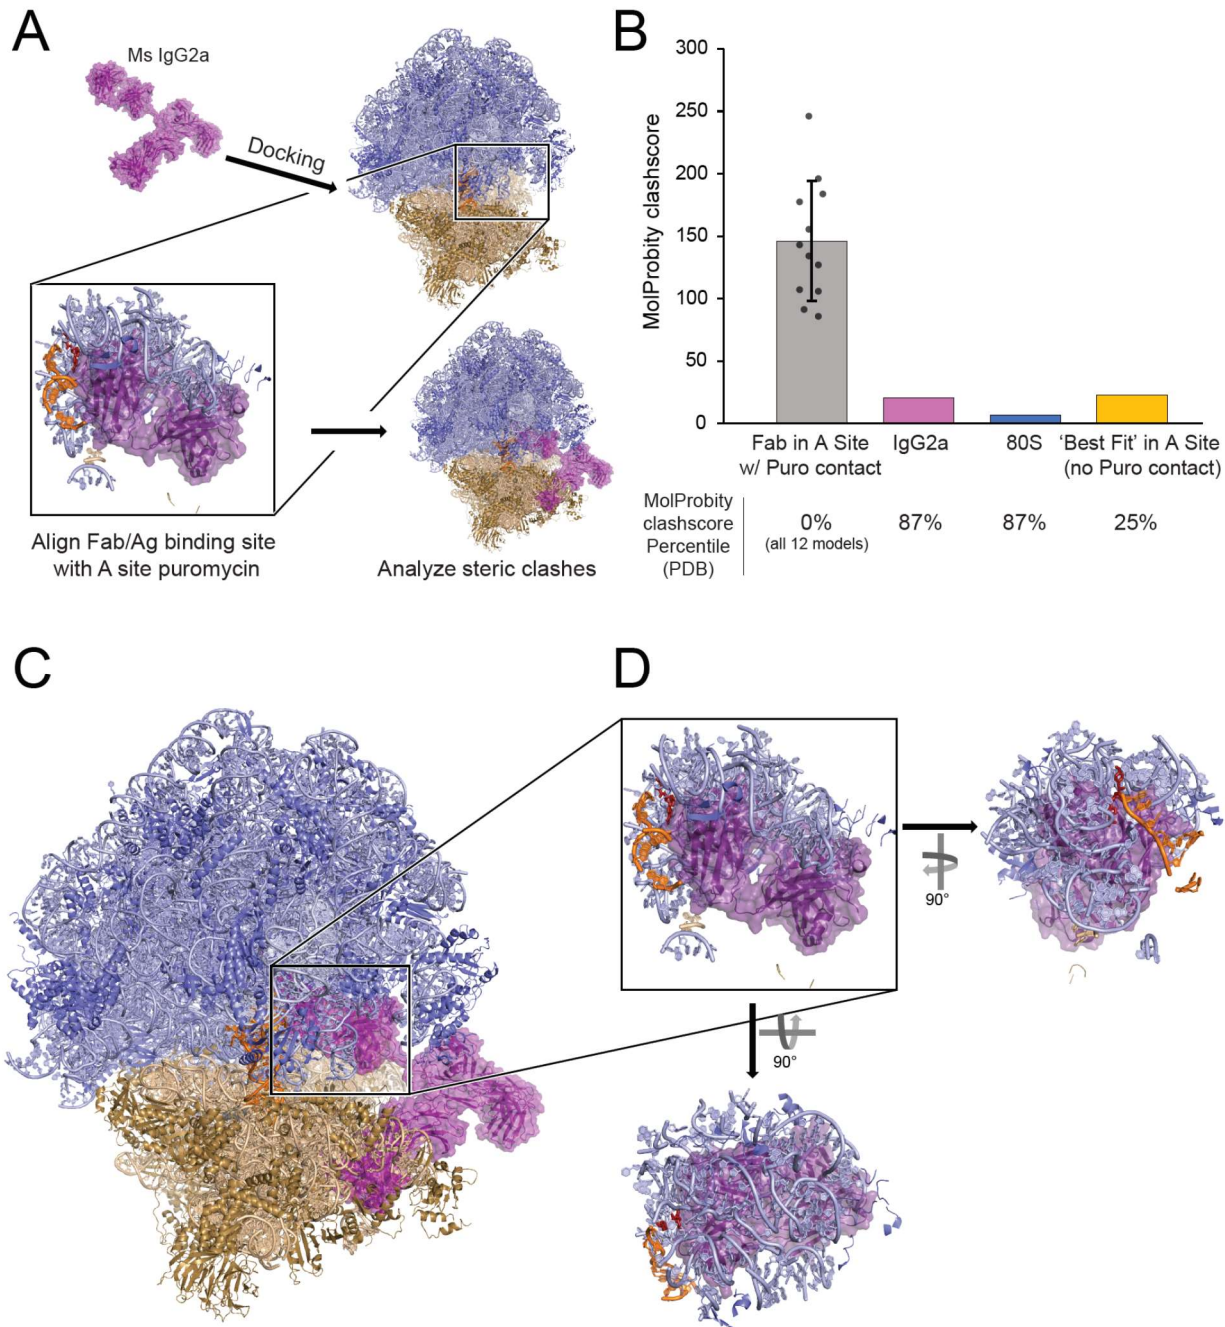 A
Ms IgG2a
Docking
Align Fab/Ag binding site
with A site puromycin
Analyze steric clashes
B
MolProbity clashscore
300
250
200
150
100
50
0
Fab in A Site
w/ Puro contact
IgG2a
80S
‘Best Fit’ in A Site
(no Puro contact)
MolProbity
clashscore
Percentile
(PDB)
0%
(all 12 models)
87%
87%
25%
C
D
90°
90°